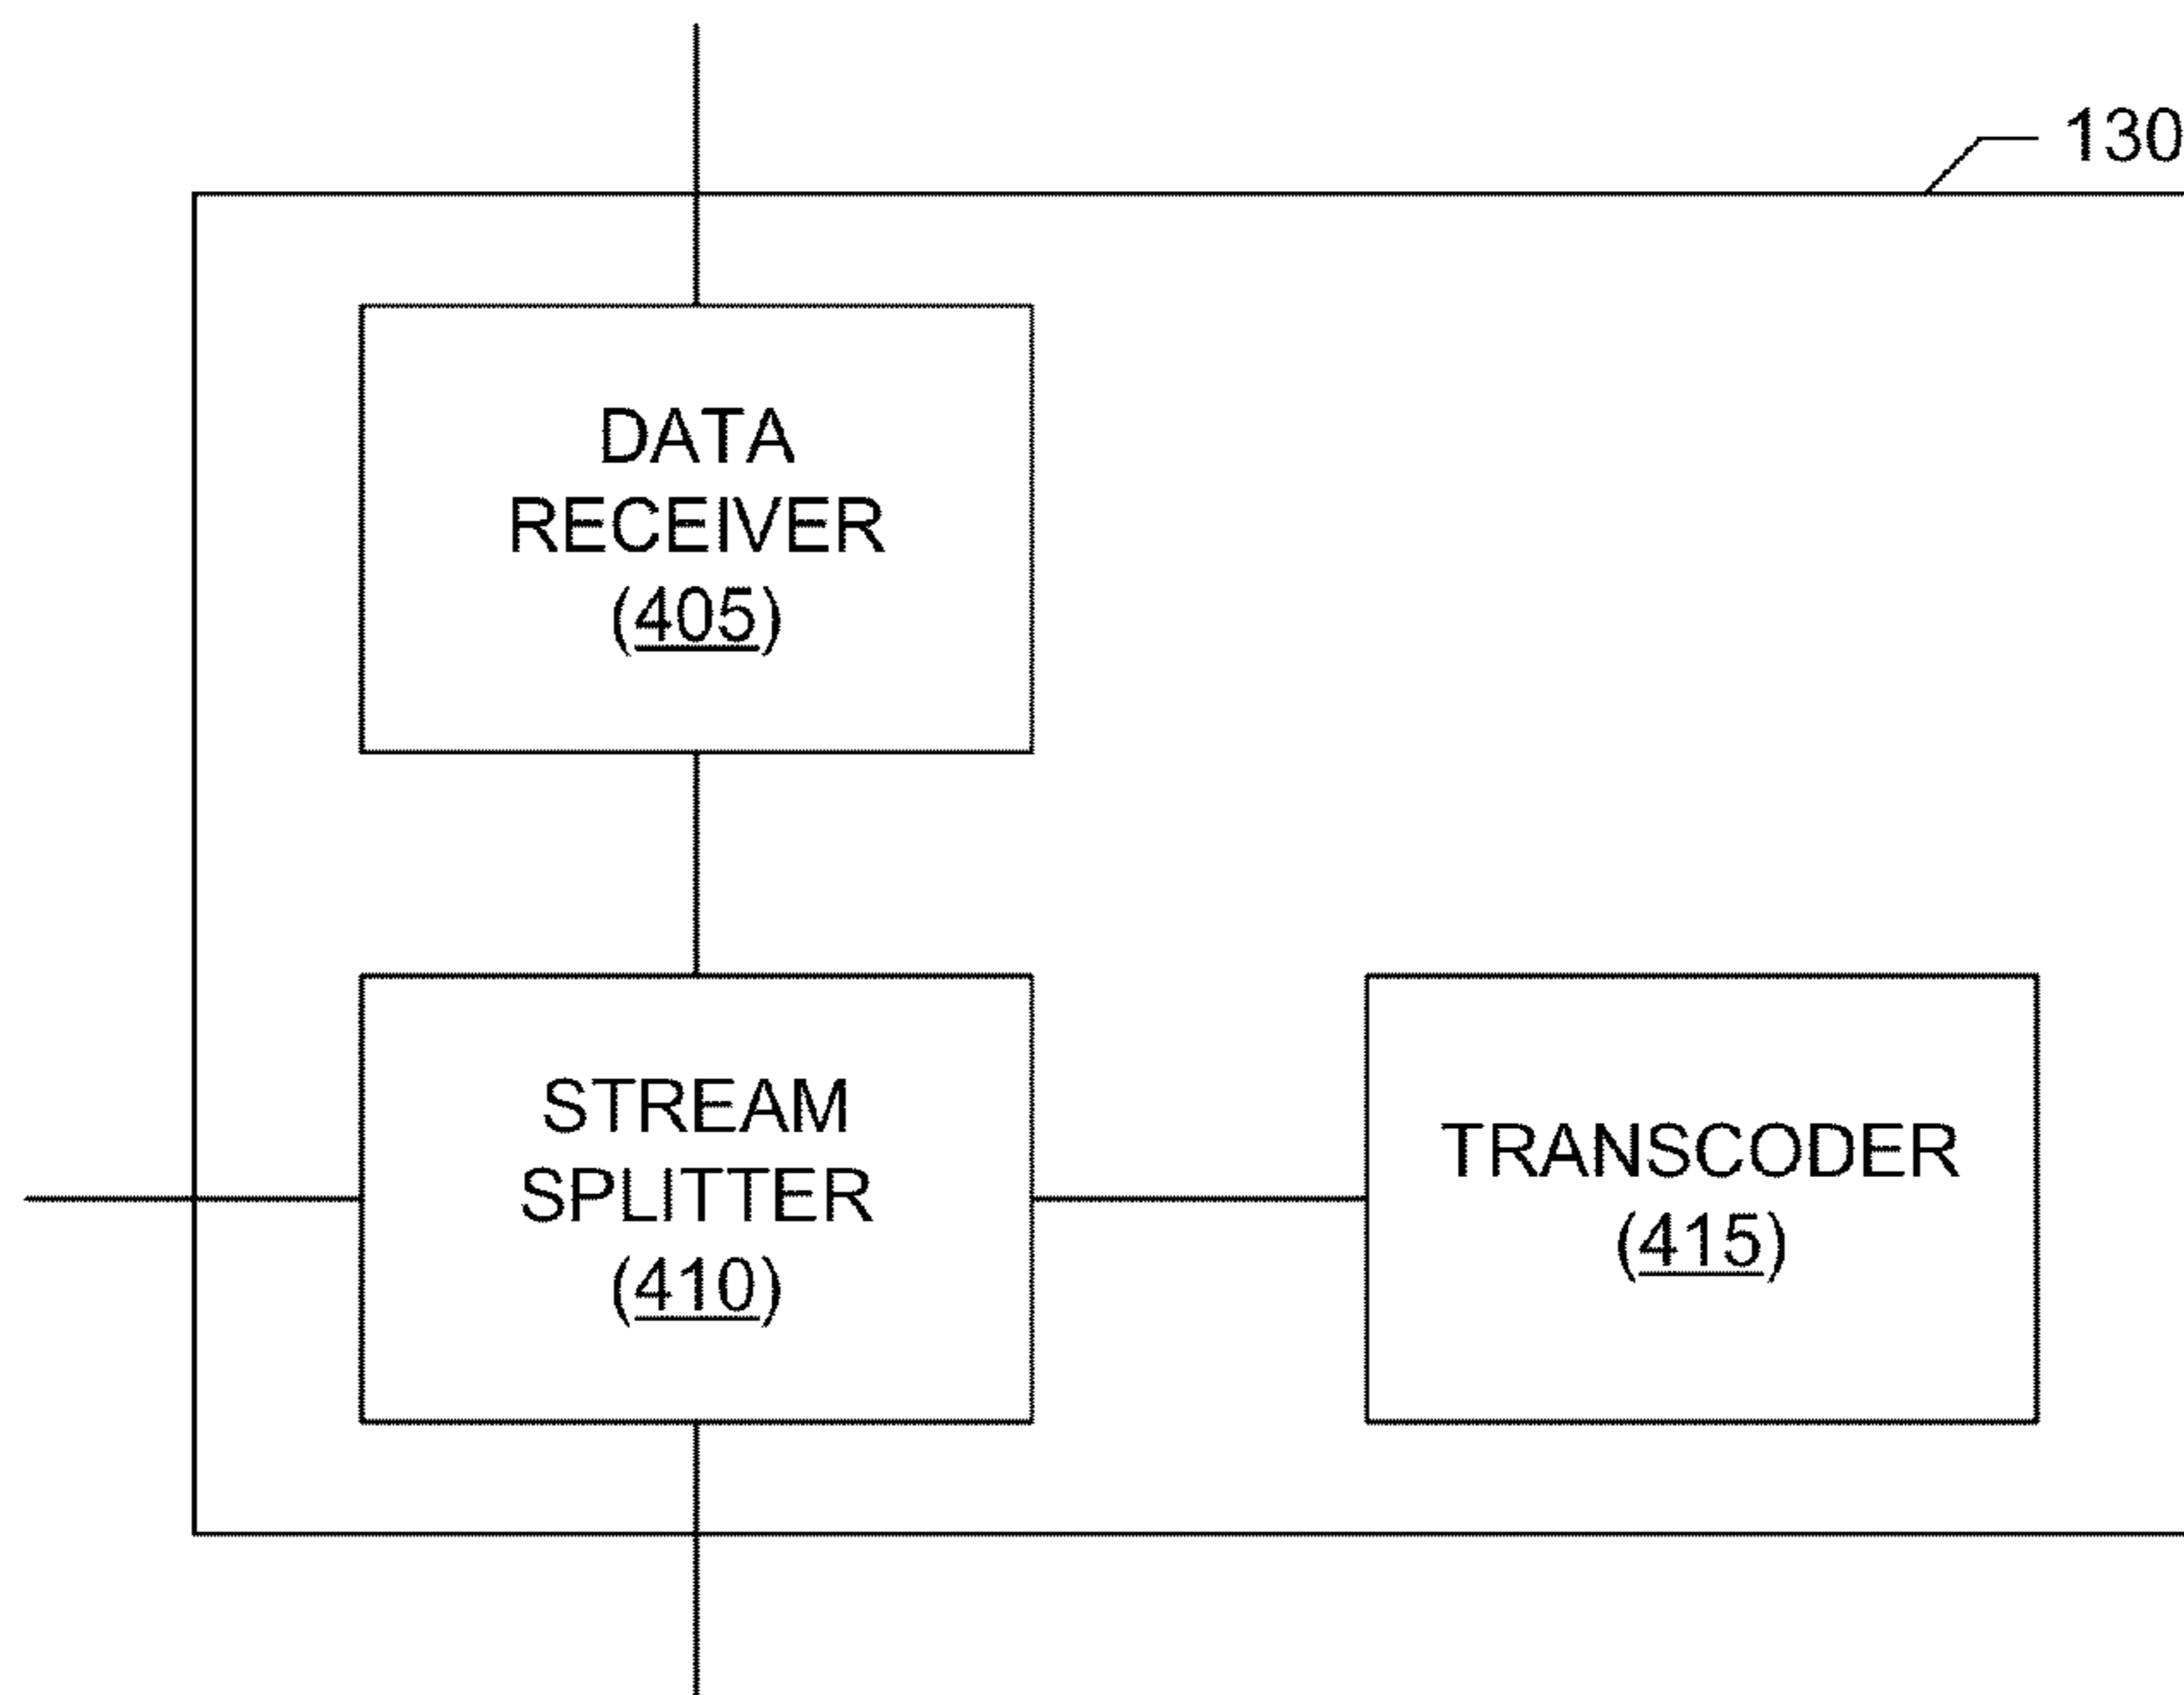 130
DATA
RECEIVER
(405)
STREAM
SPLITTER
(410)
TRANSCODER
(415)